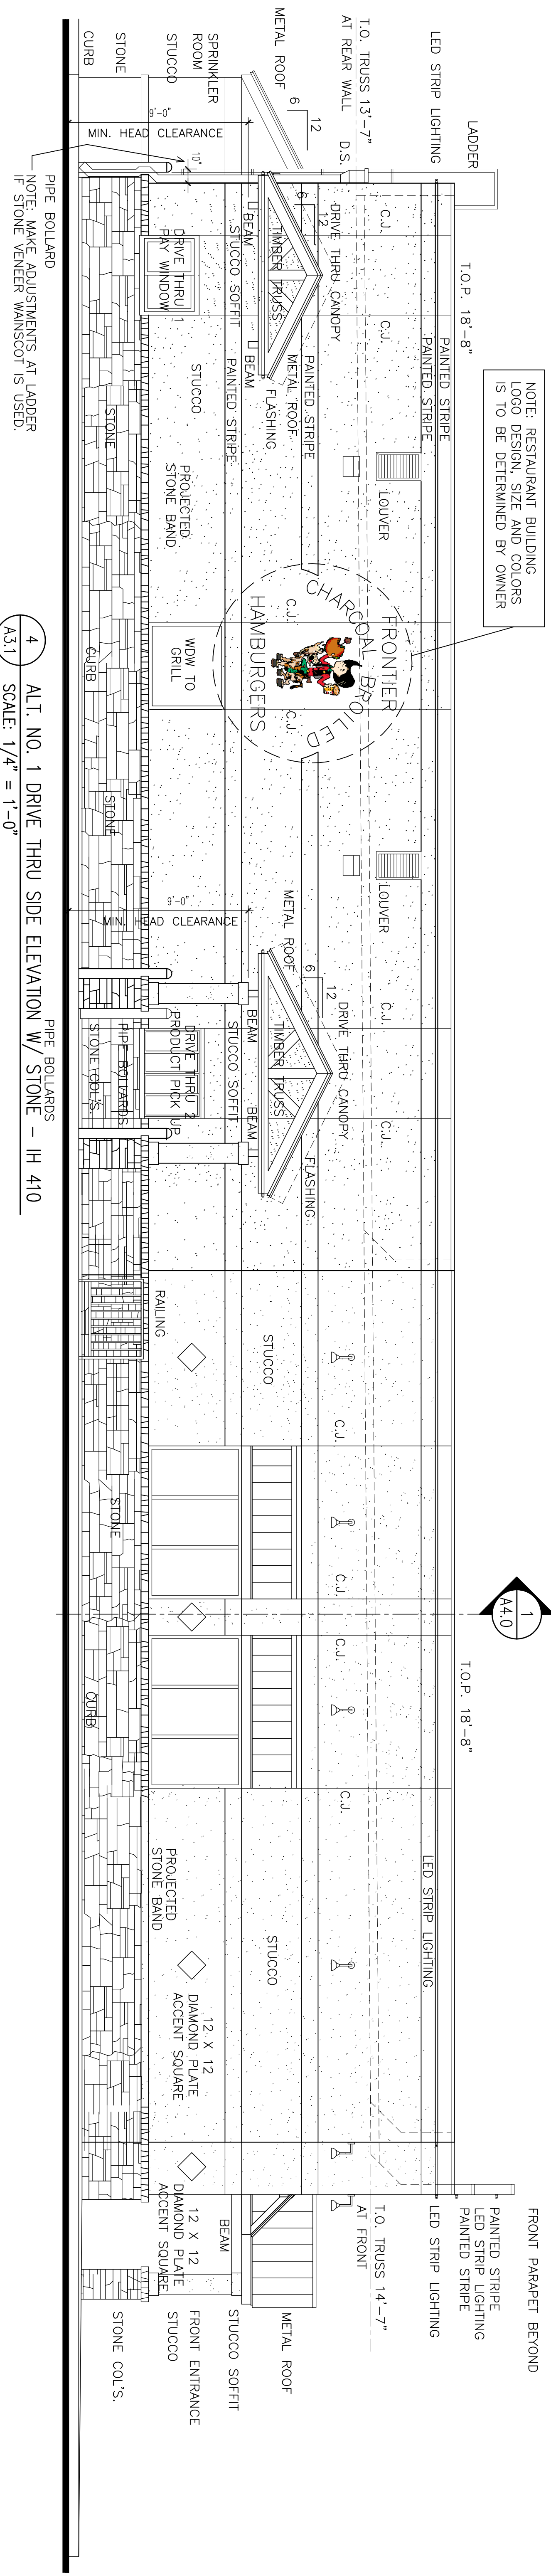 NOTE: RESTAURANT BUILDING
LOGO DESIGN, SIZE AND COLORS
IS TO BE DETERMINED BY OWNER
FRONT PARAPET BEYOND
PAINTED STRIPE
LED STRIP LIGHTING
PAINTED STRIPE
LED STRIP LIGHTING
T.O. TRUSS 14'-7"
AT FRONT
METAL ROOF
STUCCO SOFFIT
FRONT ENTRANCE
STUCCO
STONE COL'S.
LADDER
LED STRIP LIGHTING
T.O. TRUSS 13'-7"
AT REAR WALL
D.S.
METAL ROOF
12
6
SPRINKLER
ROOM
STUCCO
STONE
CURB
T.O.P. 18'-8"
1
A4.0
T.O.P. 18'-8"
PAINTED STRIPE
PAINTED STRIPE
LED STRIP LIGHTING
C.J.
C.J.
LOUVER
LOUVER
C.J.
C.J.
C.J.
C.J.
C.J.
C.J.
DRIVE THRU CANOPY
12
6
TIMBER TRUSS
PAINTED STRIPE
METAL ROOF
FLASHING
BEAM
BEAM
STUCCO SOFFIT
PAINTED STRIPE
FRONTIER
CHARCOAL BROILED
HAMBURGERS
C.J.
C.J.
METAL ROOF
DRIVE THRU CANOPY
12
6
TIMBER TRUSS
FLASHING
BEAM
BEAM
STUCCO SOFFIT
STUCCO
STUCCO
BEAM
9'-0"
MIN. HEAD CLEARANCE
10"
DRIVE THRU 1
PAY WINDOW
STUCCO
PROJECTED
STONE BAND
WDW TO
GRILL
9'-0"
MIN. HEAD CLEARANCE
DRIVE THRU 2
PRODUCT PICK UP
PIPE BOLLARDS
STONE COL'S
RAILING
PROJECTED
STONE BAND
12 X 12
DIAMOND PLATE
ACCENT SQUARE
12 X 12
DIAMOND PLATE
ACCENT SQUARE
STONE
CURB
STONE
STONE
CURB
PIPE BOLLARD
NOTE: MAKE ADJUSTMENTS AT LADDER
IF STONE VENEER WAINSCOT IS USED.
PIPE BOLLARDS
4
A3.1
ALT. NO. 1 DRIVE THRU SIDE ELEVATION W/ STONE - IH 410
SCALE: 1/4" = 1'-0"